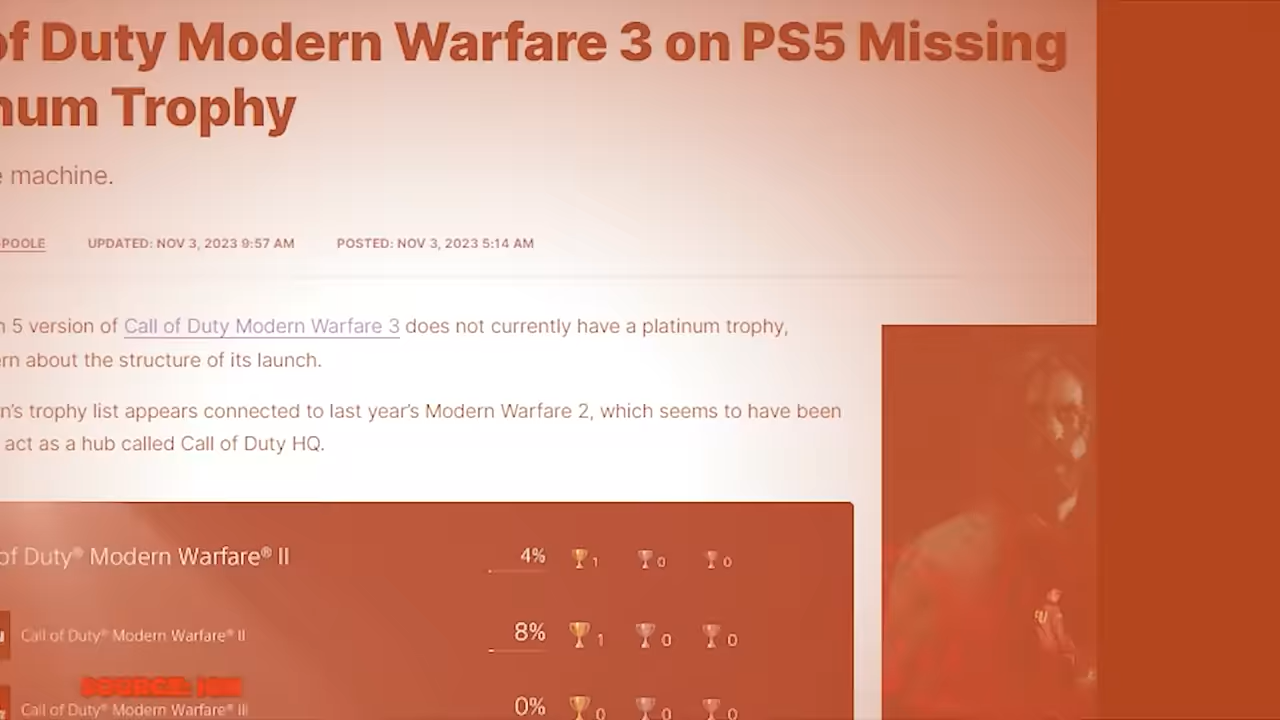 of Duty Modern Warfare 3 on PS5 Missing
num Trophy
machine.
POOLE UPDATED: NOV 3, 2023 9:57 AM POSTED: NOV 3, 2023 5:14 AM
n 5 version of Call of Duty Modern Warfare 3 does not currently have a platinum trophy,
ern about the structure of its launch.
n's trophy list appears connected to last year's Modern Warfare 2, which seems to have been
act as a hub called Call of Duty HQ.
of Duty® Modern Warfare® II 4% 1 0 0
Call of Duty® Modern Warfare® II 8% 1 0 0
SOURCE: IGN
Call of Duty® Modern Warfare® III 0% 0 0 0